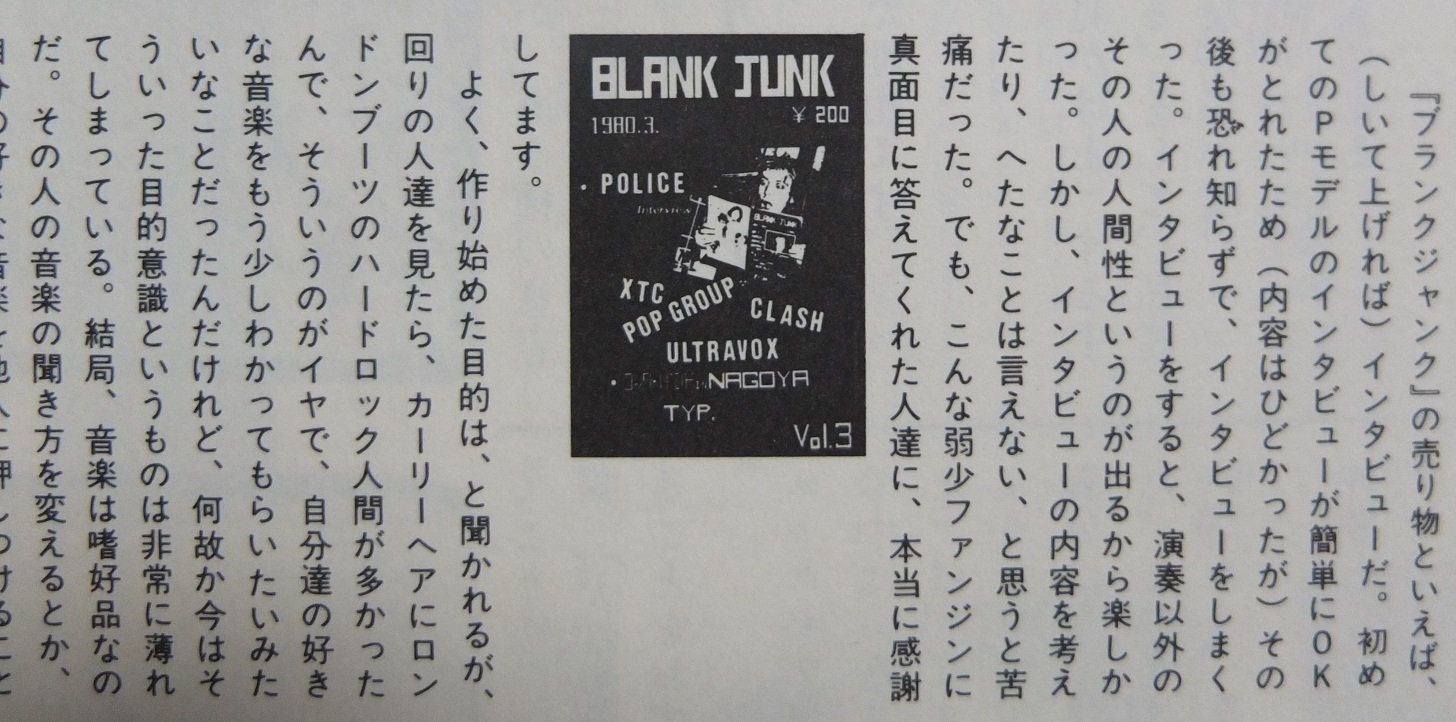 『ブランクジャンク』の売り物といえば、
（しいて上げれば）インタビューだ。初め
てのＰモデルのインタビューが簡単にＯＫ
がとれたため（内容はひどかったが）その
後も恐れ知らずで、インタビューをしまく
った。インタビューをすると、演奏以外の
その人の人間性というのが出るから楽しか
った。しかし、インタビューの内容を考え
たり、へたなことは言えない、と思うと苦
痛だった。でも、こんな弱少ファンジンに
真面目に答えてくれた人達に、本当に感謝
BLANK JUNK
¥ 200
1980.3.
・POLICE
Interview
BLANK JUNK
XTC
POP GROUP
CLASH
ULTRAVOX
・NAGOYA
TYP.
Vol.3
してます。
よく、作り始めた目的は、と聞かれるが、
回りの人達を見たら、カーリーヘアにロン
ドンブーツのハードロック人間が多かった
んで、そういうのがイヤで、自分達の好き
な音楽をもう少しわかってもらいたいみた
いなことだったんだけれど、何故か今はそ
ういった目的意識というものは非常に薄れ
てしまっている。結局、音楽は嗜好品なの
だ。その人の音楽の聞き方を変えるとか、